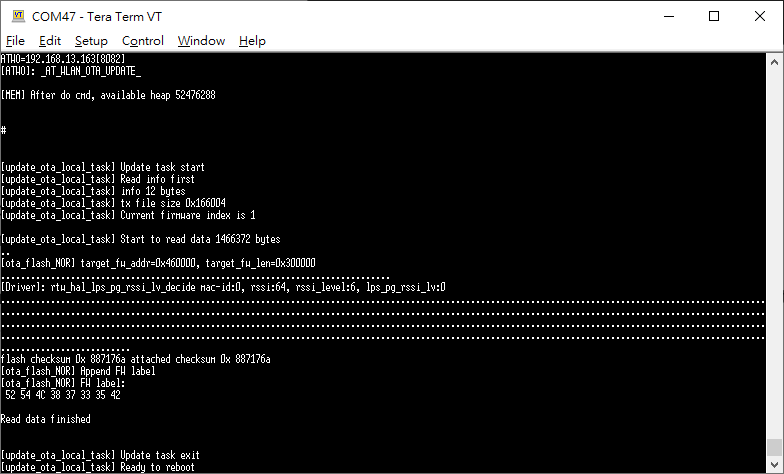 COM47 - Tera Term VT
File Edit Setup Control Window Help
ATWO=192.168.13.163[8082]
[ATWO]: _AT_WLAN_OTA_UPDATE_
[MEM] After do cmd, available heap 52476288
#
[update_ota_local_task] Update task start
[update_ota_local_task] Read info first
[update_ota_local_task] info 12 bytes
[update_ota_local_task] tx file size 0x166004
[update_ota_local_task] Current firmware index is 1
[update_ota_local_task] Start to read data 1466372 bytes
..
[ota_flash_NOR] target_fw_addr=0x460000, target_fw_len=0x300000
[Driver]: rtw_hal_lps_pg_rssi_lv_decide mac-id:0, rssi:64, rssi_level:6, lps_pg_rssi_lv:0
flash checksum 0x 887176a attached checksum 0x 887176a
[ota_flash_NOR] Append FW label
[ota_flash_NOR] FW label:
52 54 4C 38 37 33 35 42
Read data finished
[update_ota_local_task] Update task exit
[update_ota_local_task] Ready to reboot